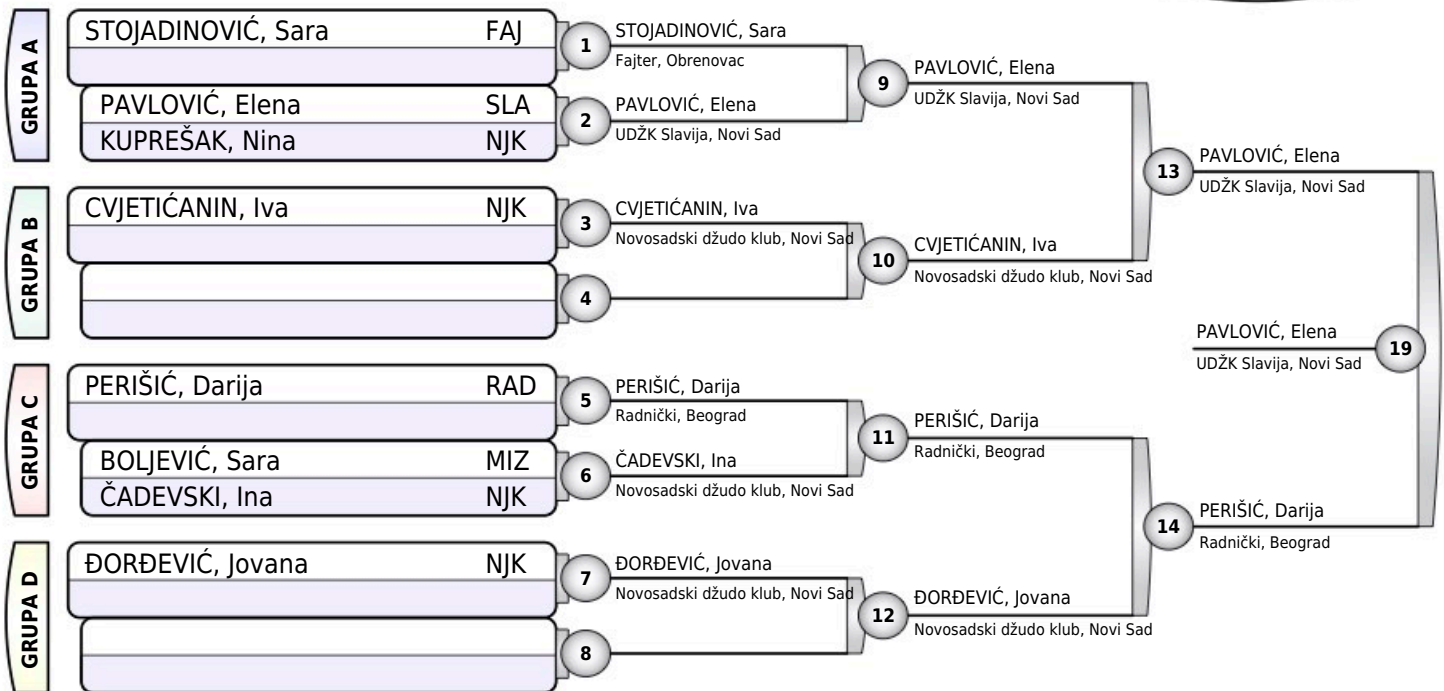 GRUPA A
STOJADINOVIĆ, Sara FAJ
PAVLOVIĆ, Elena SLA
KUPREŠAK, Nina NJK
1
STOJADINOVIĆ, Sara
Fajter, Obrenovac
2
PAVLOVIĆ, Elena
UDŽK Slavija, Novi Sad
9
PAVLOVIĆ, Elena
UDŽK Slavija, Novi Sad
GRUPA B
CVJETIĆANIN, Iva NJK
3
CVJETIĆANIN, Iva
Novosadski džudo klub, Novi Sad
4
10
CVJETIĆANIN, Iva
Novosadski džudo klub, Novi Sad
13
PAVLOVIĆ, Elena
UDŽK Slavija, Novi Sad
GRUPA C
PERIŠIĆ, Darija RAD
BOLJEVIĆ, Sara MIZ
ČADEVSKI, Ina NJK
5
PERIŠIĆ, Darija
Radnički, Beograd
6
ČADEVSKI, Ina
Novosadski džudo klub, Novi Sad
11
PERIŠIĆ, Darija
Radnički, Beograd
GRUPA D
ĐORĐEVIĆ, Jovana NJK
7
ĐORĐEVIĆ, Jovana
Novosadski džudo klub, Novi Sad
8
12
ĐORĐEVIĆ, Jovana
Novosadski džudo klub, Novi Sad
14
PERIŠIĆ, Darija
Radnički, Beograd
PAVLOVIĆ, Elena
UDŽK Slavija, Novi Sad
19